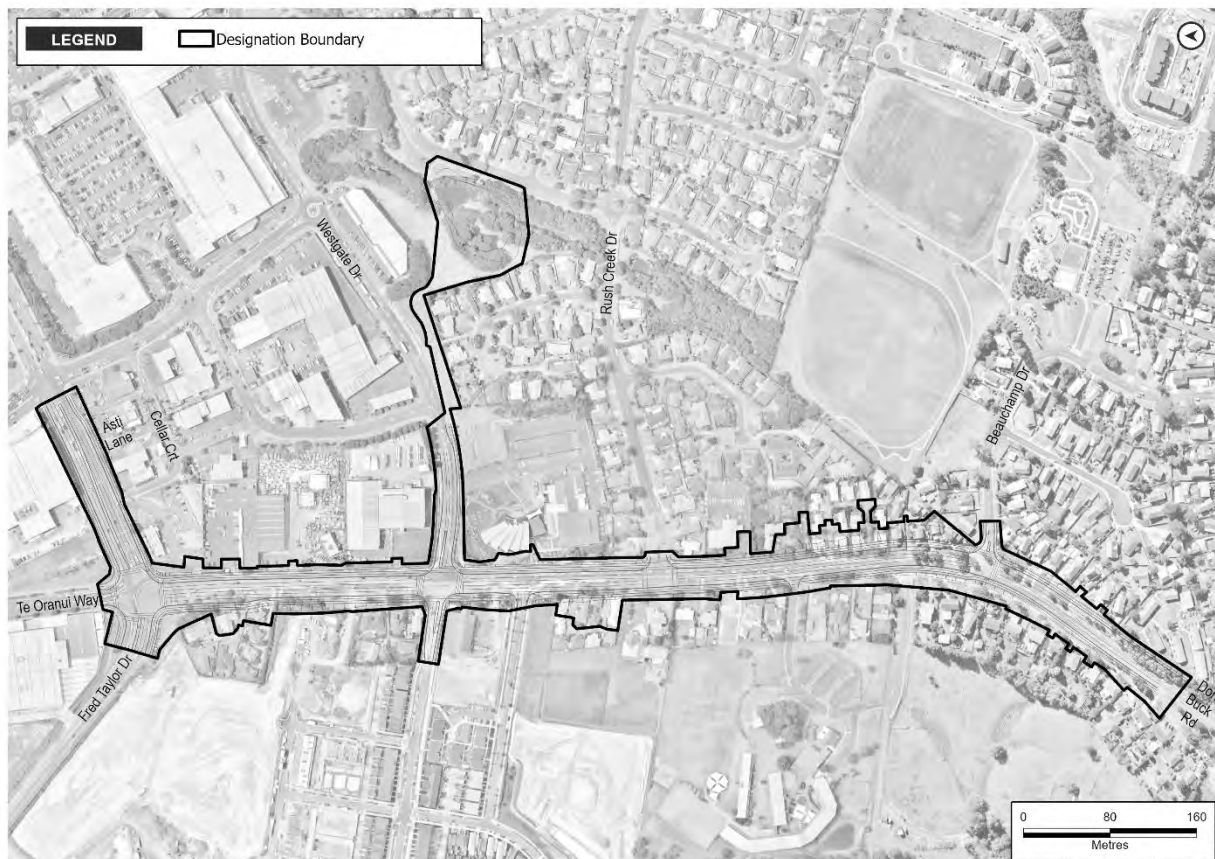 LEGEND
Designation Boundary
Westgate Dr
Rush Creek Dr
Beauchamp Dr
Asti
Lane
Cellar Crt
Te Oranui Way
Fred Taylor Dr
Don
Buck
Rd
0 80 160
Metres